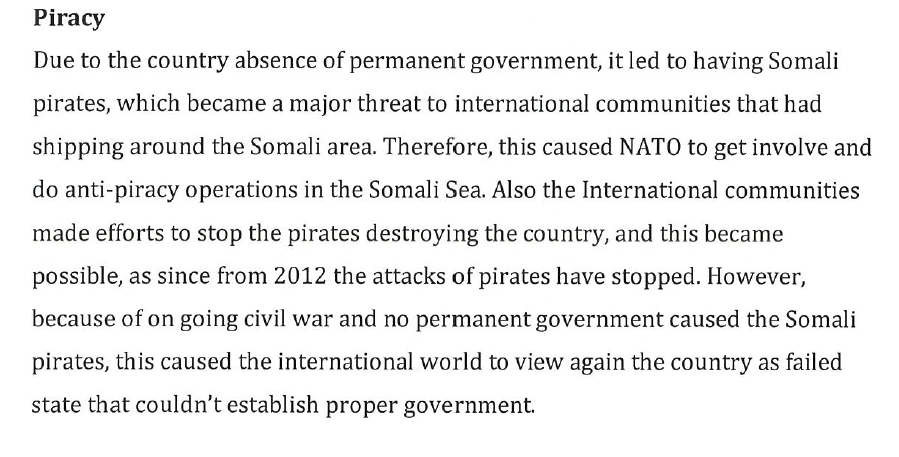 Piracy
Due to the country absence of permanent government, it led to having Somali
pirates, which became a major threat to international communities that had
shipping around the Somali area. Therefore, this caused NATO to get involve and
do anti-piracy operations in the Somali Sea. Also the International communities
made efforts to stop the pirates destroying the country, and this became
possible, as since from 2012 the attacks of pirates have stopped. However,
because of on going civil war and no permanent government caused the Somali
pirates, this caused the international world to view again the country as failed
state that couldn't establish proper government.